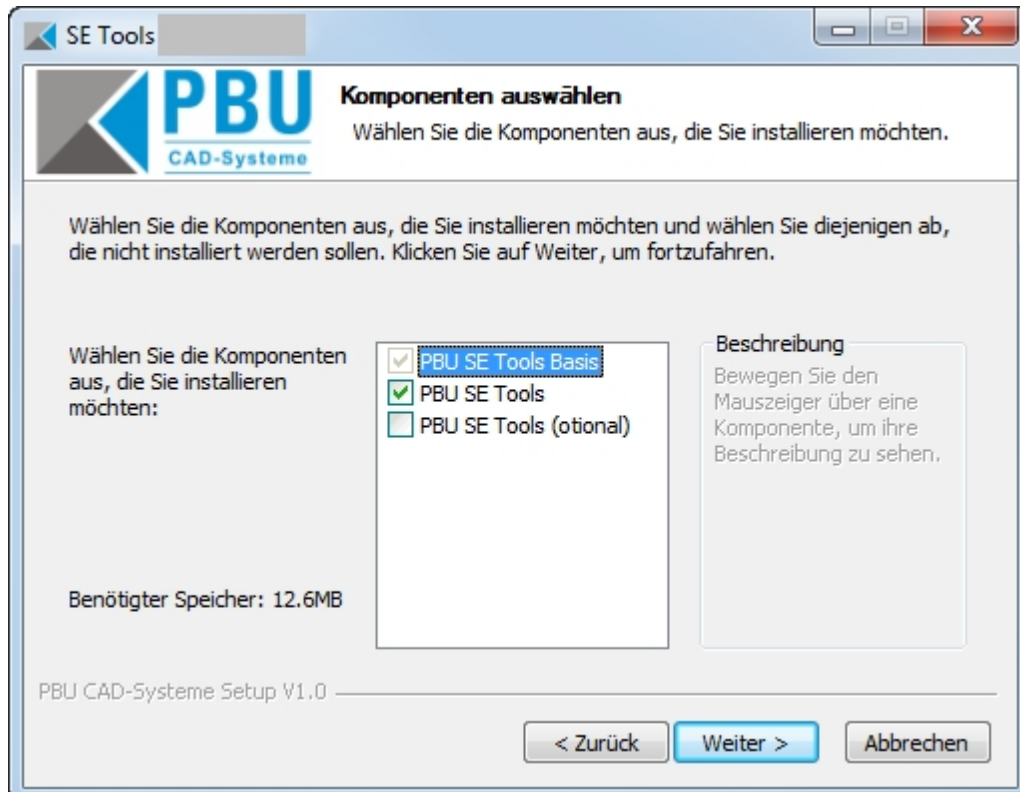 SE Tools
PBU
CAD-Systeme
Komponenten auswählen
Wählen Sie die Komponenten aus, die Sie installieren möchten.
Wählen Sie die Komponenten aus, die Sie installieren möchten und wählen Sie diejenigen ab,
die nicht installiert werden sollen. Klicken Sie auf Weiter, um fortzufahren.
Wählen Sie die Komponenten
aus, die Sie installieren
möchten:
PBU SE Tools Basis
PBU SE Tools
PBU SE Tools (otional)
Beschreibung
Bewegen Sie den
Mauszeiger über eine
Komponente, um ihre
Beschreibung zu sehen.
Benötigter Speicher: 12.6MB
PBU CAD-Systeme Setup V1.0
< Zurück
Weiter >
Abbrechen